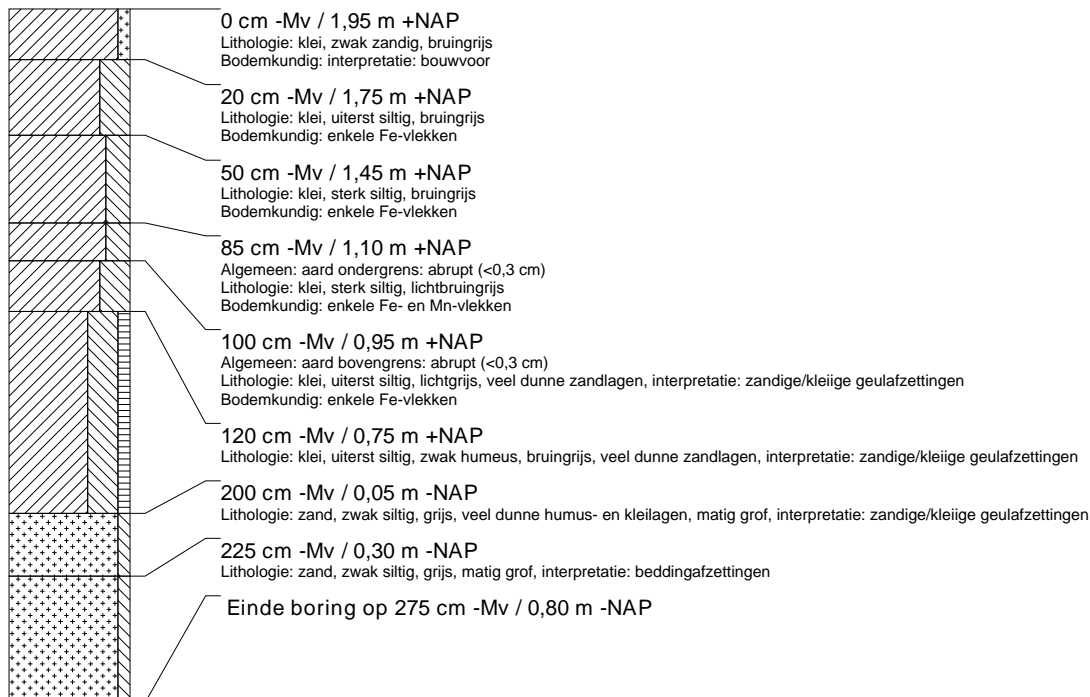 0 cm -Mv / 1,95 m +NAP
Lithologie: klei, zwak zandig, bruingrijs
Bodemkundig: interpretatie: bouwvoor
20 cm -Mv / 1,75 m +NAP
Lithologie: klei, uiterst siltig, bruingrijs
Bodemkundig: enkele Fe-vlekken
50 cm -Mv / 1,45 m +NAP
Lithologie: klei, sterk siltig, bruingrijs
Bodemkundig: enkele Fe-vlekken
85 cm -Mv / 1,10 m +NAP
Algemeen: aard ondergrens: abrupt (<0,3 cm)
Lithologie: klei, sterk siltig, lichtbruingrijs
Bodemkundig: enkele Fe- en Mn-vlekken
100 cm -Mv / 0,95 m +NAP
Algemeen: aard bovengrens: abrupt (<0,3 cm)
Lithologie: klei, uiterst siltig, lichtgrijs, veel dunne zandlagen, interpretatie: zandige/kleiige geulafzettingen
Bodemkundig: enkele Fe-vlekken
120 cm -Mv / 0,75 m +NAP
Lithologie: klei, uiterst siltig, zwak humeus, bruingrijs, veel dunne zandlagen, interpretatie: zandige/kleiige geulafzettingen
200 cm -Mv / 0,05 m -NAP
Lithologie: zand, zwak siltig, grijs, veel dunne humus- en kleilagen, matig grof, interpretatie: zandige/kleiige geulafzettingen
225 cm -Mv / 0,30 m -NAP
Lithologie: zand, zwak siltig, grijs, matig grof, interpretatie: beddingafzettingen
Einde boring op 275 cm -Mv / 0,80 m -NAP